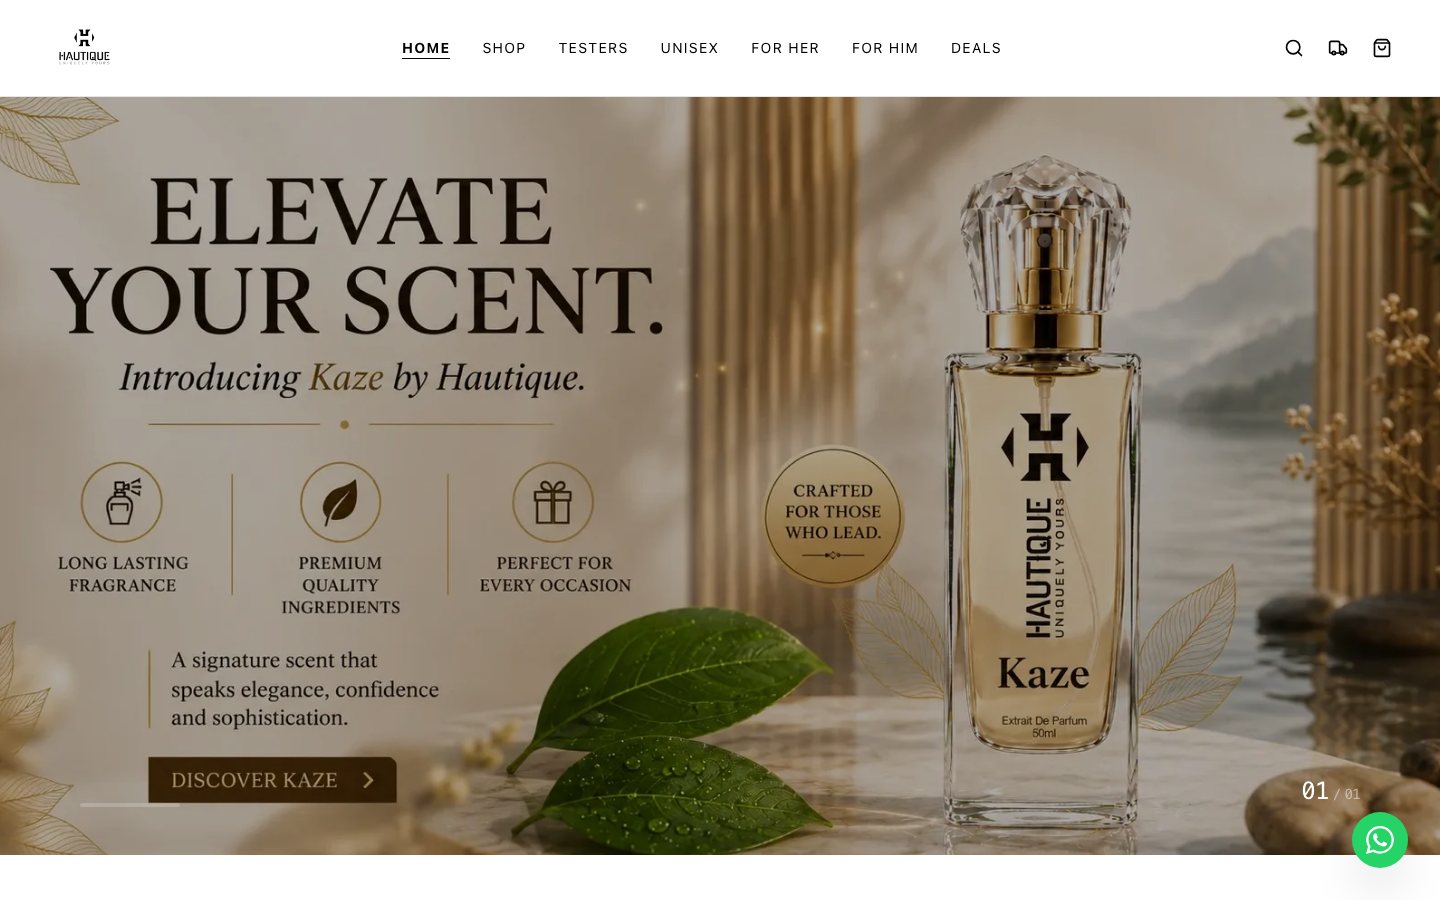 HAUTIQUE
UNIQUELY YOURS
HOME
SHOP
TESTERS
UNISEX
FOR HER
FOR HIM
DEALS
ELEVATE
YOUR SCENT.
Introducing Kaze by Hautique.
LONG LASTING
FRAGRANCE
PREMIUM
QUALITY
INGREDIENTS
PERFECT FOR
EVERY OCCASION
A signature scent that
speaks elegance, confidence
and sophistication.
DISCOVER KAZE
CRAFTED
FOR THOSE
WHO LEAD.
HAUTIQUE
UNIQUELY YOURS
Kaze
Extrait De Parfum
50ml
01 / 01